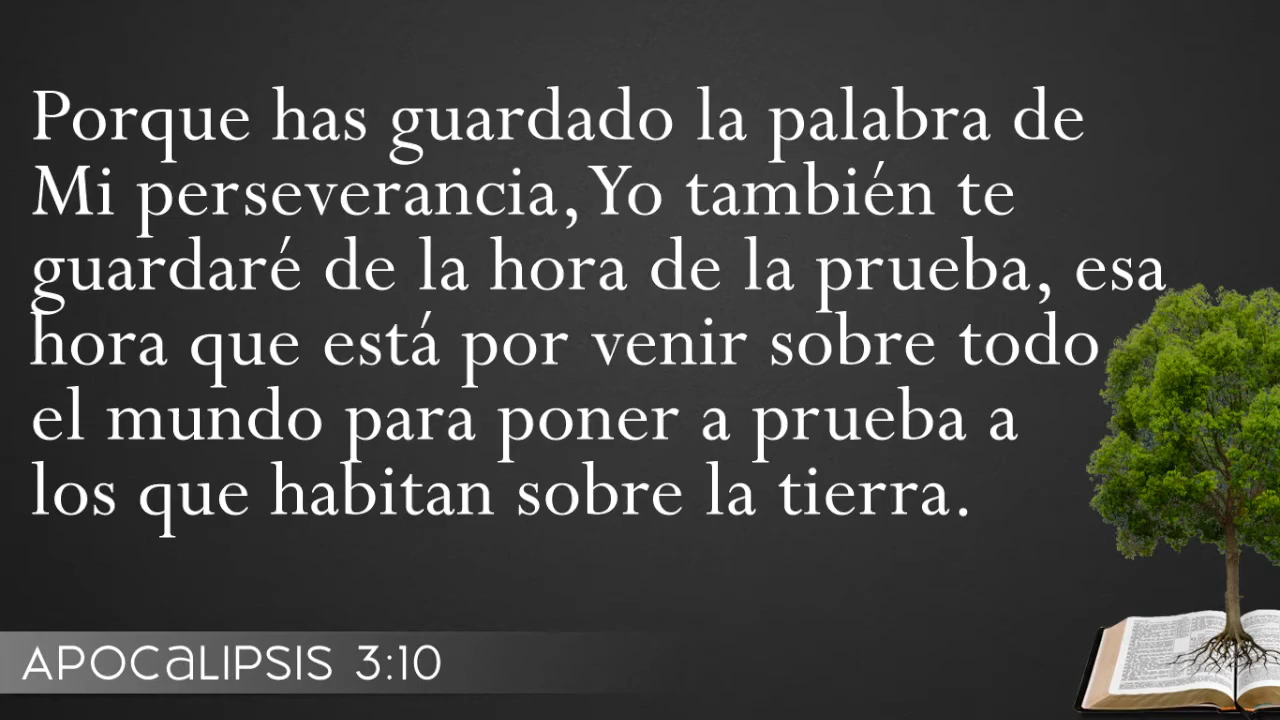 Porque has guardado la palabra de
Mi perseverancia, Yo también te
guardaré de la hora de la prueba, esa
hora que está por venir sobre todo
el mundo para poner a prueba a
los que habitan sobre la tierra.
APOCALIPSIS 3:10